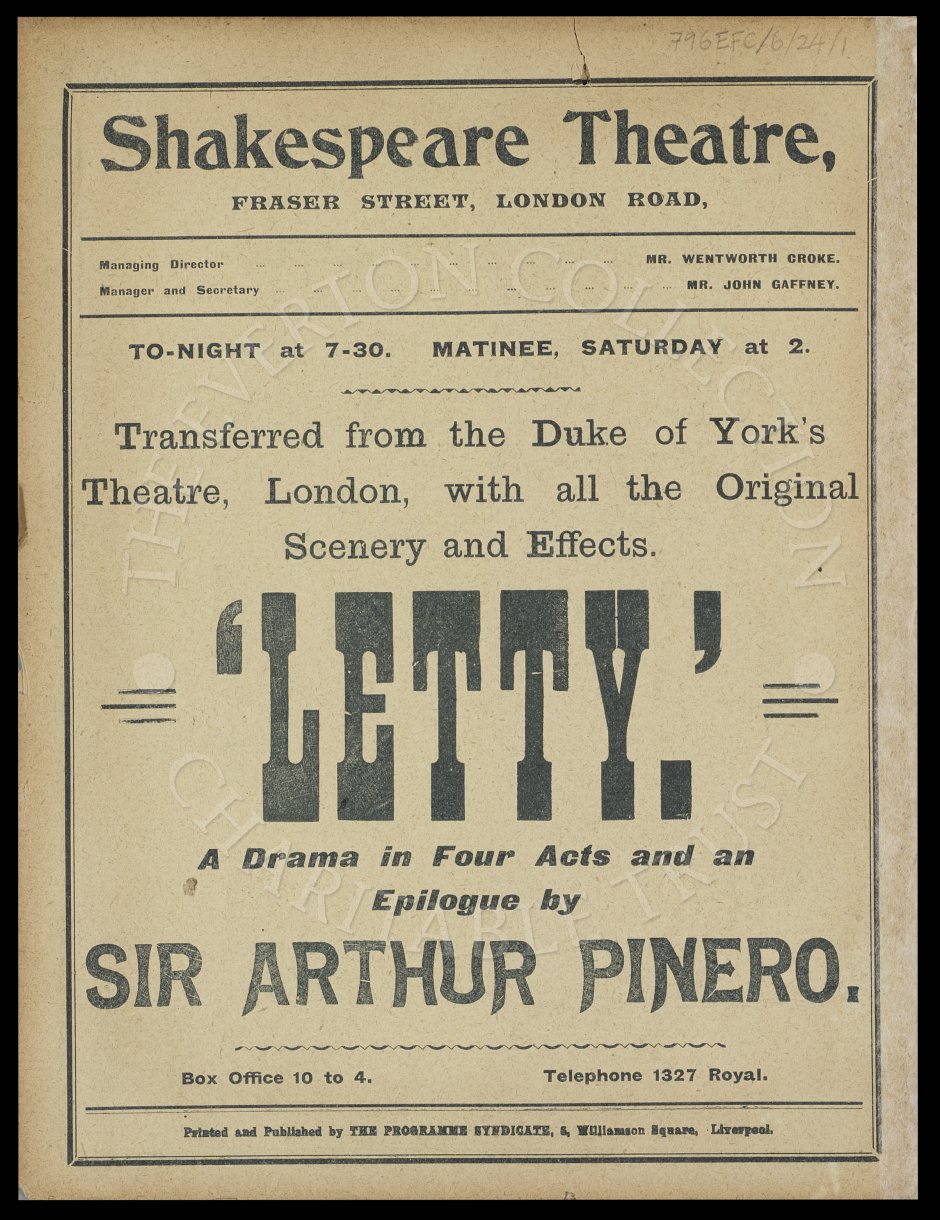 796EFC/6/24/1
Shakespeare Theatre,
FRASER STREET, LONDON ROAD,
Managing Director ... ... ... ... ... ... ... ... ... ... MR. WENTWORTH CROKE.
Manager and Secretary ... ... ... ... ... ... ... ... ... ... MR. JOHN GAFFNEY.
TO-NIGHT at 7-30. MATINEE, SATURDAY at 2.
Transferred from the Duke of York's
Theatre, London, with all the Original
Scenery and Effects.
'LETTY.'
A Drama in Four Acts and an
Epilogue by
SIR ARTHUR PINERO.
Box Office 10 to 4. Telephone 1327 Royal.
Printed and Published by THE PROGRAMME SYNDICATE, 5, Williamson Square, Liverpool.
THE EVERTON COLLECTION
CHARITABLE TRUST